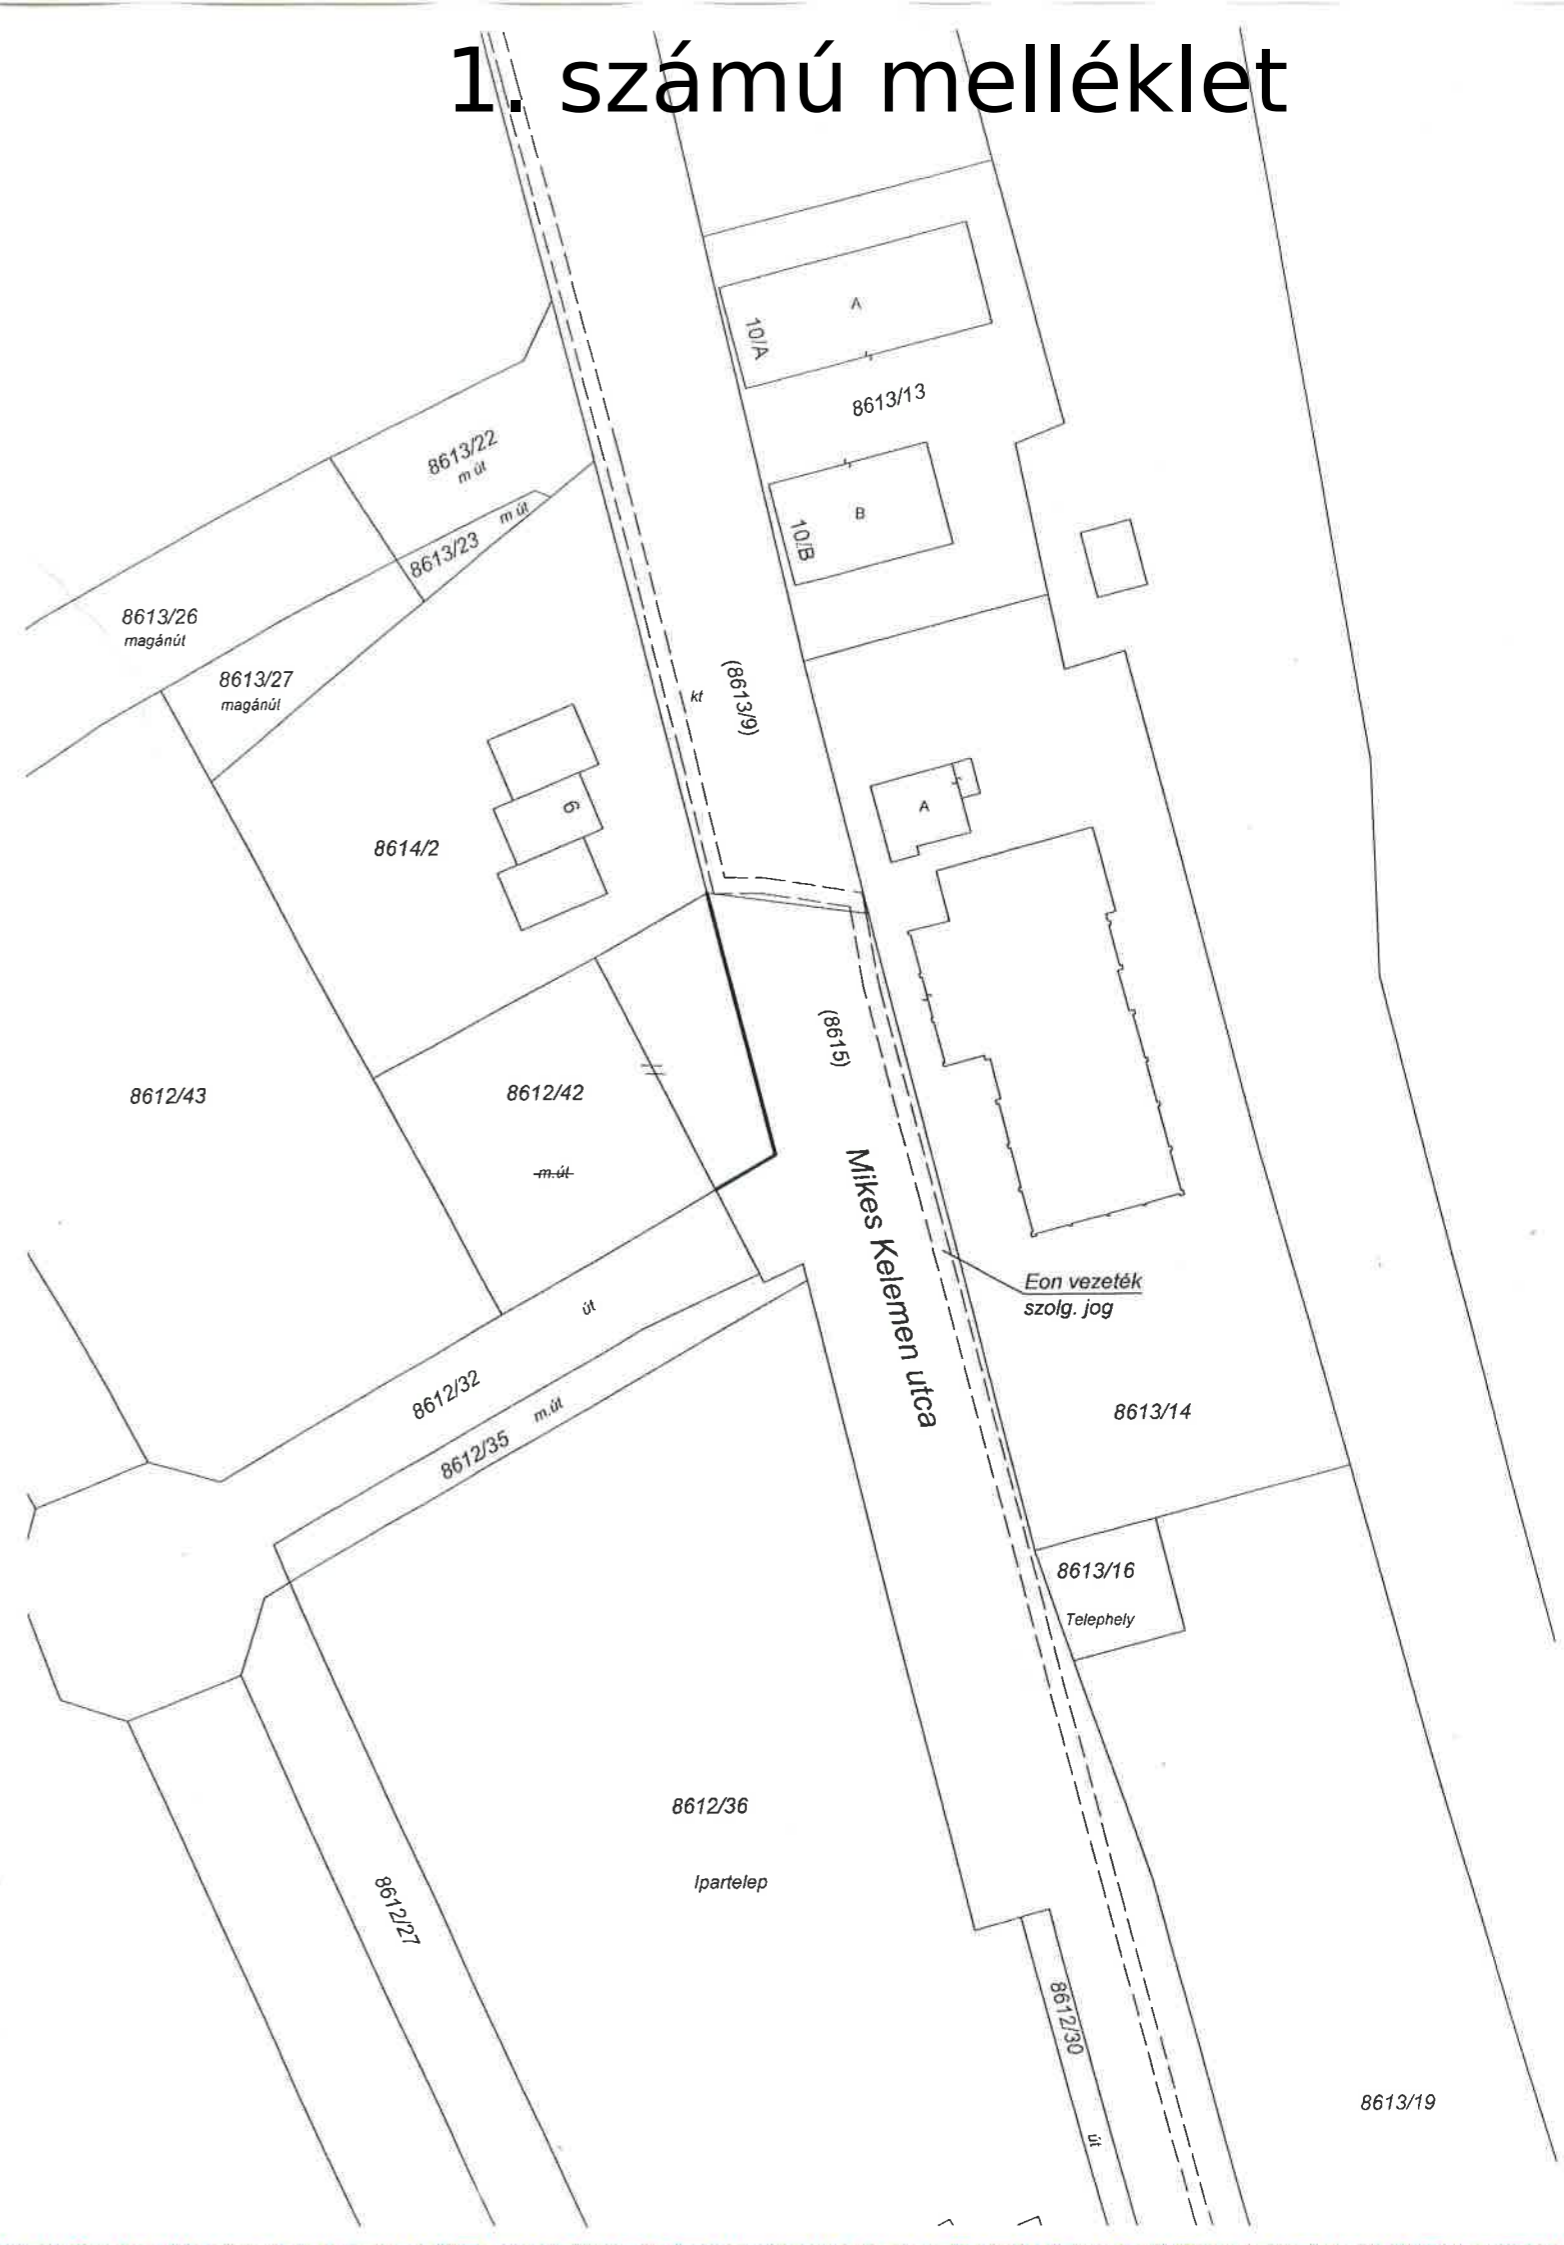 1. számú melléklet
A
10/A
8613/13
8613/22
m út
m út
8613/23
B
10/B
8613/26
magánút
8613/27
magánút
kt
(8613/9)
6
A
8614/2
(8615)
8612/43
8612/42
m.út
Mikes Kelemen utca
Eon vezeték
szolg. jog
út
8612/32
m.út
8612/35
8613/14
8613/16
Telephely
8612/36
Ipartelep
8612/27
8612/30
út
8613/19